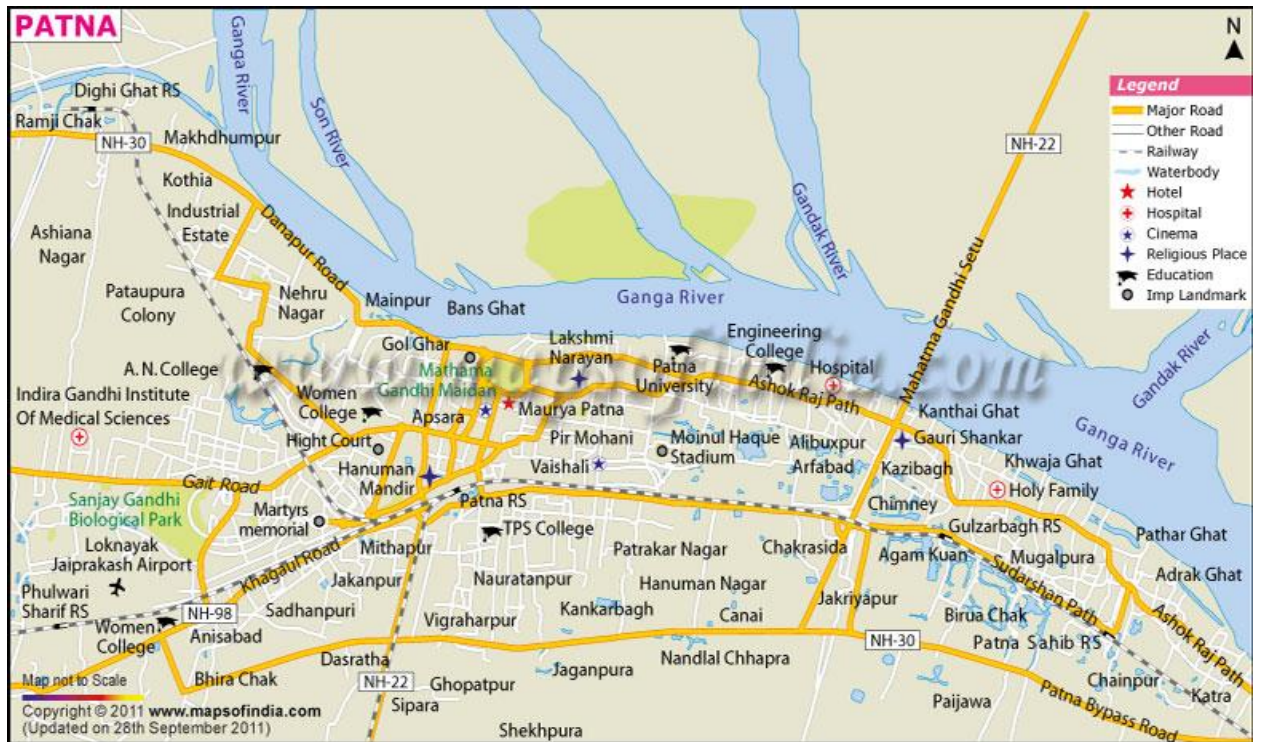 PATNA
N
Legend
Major Road
Other Road
Railway
Waterbody
Hotel
Hospital
Cinema
Religious Place
Education
Imp Landmark
Ganga River
Son River
Gandak River
NH-22
Dighi Ghat RS
Ramji Chak
NH-30
Makhdhumpur
Kothia
Industrial
Estate
Danapur Road
Ashiana
Nagar
Pataupura
Colony
Nehru
Nagar
Mainpur
Bans Ghat
Ganga River
Mahatma Gandhi Setu
Gandak River
Ganga River
Gol Ghar
Lakshmi
Narayan
Engineering
College
Hospital
www.mapsofindia.com
A. N. College
Mathama
Gandhi Maidan
Patna
University
Ashok Raj Path
Kanthai Ghat
Indira Gandhi Institute
Of Medical Sciences
Women
College
Apsara
Maurya Patna
Hight Court
Pir Mohani
Moinul Haque
Stadium
Alibuxpur
Arfabad
Gauri Shankar
Kazibagh
Khwaja Ghat
Hanuman
Mandir
Vaishali
Gait Road
Holy Family
Sanjay Gandhi
Biological Park
Martyrs
memorial
Patna RS
Chimney
Gulzarbagh RS
Pathar Ghat
Loknayak
Jaiprakash Airport
Khagaul Road
Mithapur
TPS College
Patrakar Nagar
Chakrasida
Agam Kuan
Mugalpura
Sudarshan Path
Adrak Ghat
Phulwari
Sharif RS
Jakanpur
Nauratanpur
Hanuman Nagar
Jakriyapur
NH-98
Sadhanpuri
Vigraharpur
Kankarbagh
Canai
Birua Chak
Ashok Raj Path
Women
College
Anisabad
NH-30
Patna Sahib RS
Dasratha
Jaganpura
Nandlal Chhapra
Map not to Scale
Bhira Chak
NH-22
Ghopatpur
Chainpur
Katra
Sipara
Paijawa
Patna Bypass Road
Shekhpura
Copyright © 2011 www.mapsofindia.com
(Updated on 28th September 2011)